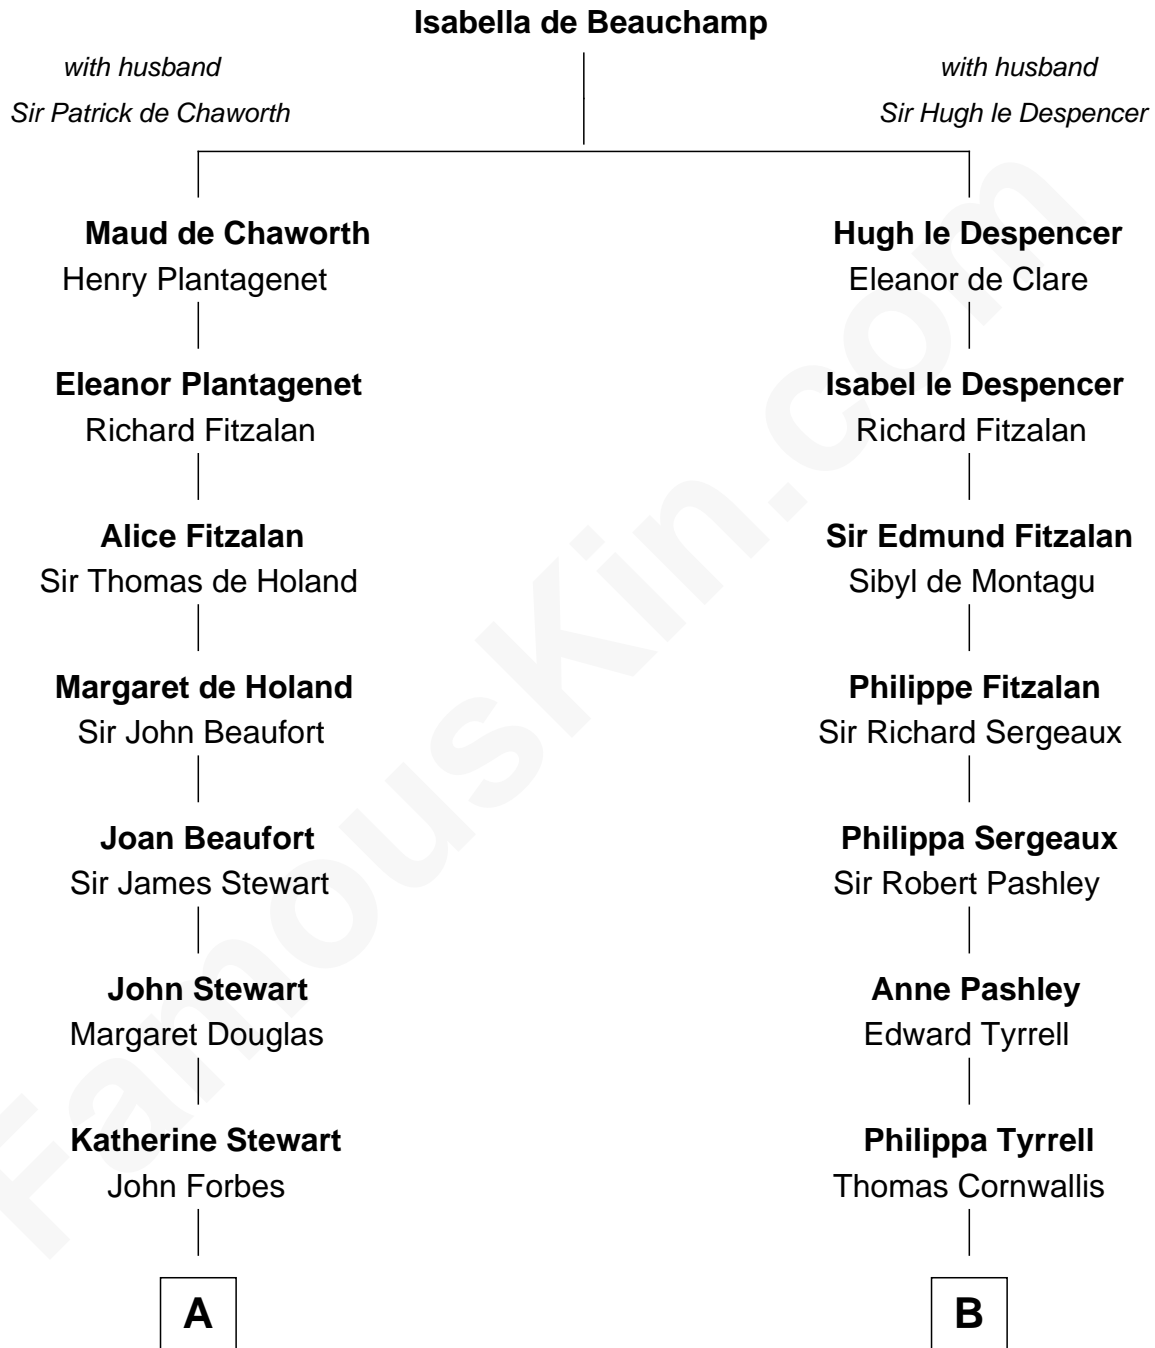 Isabella de Beauchamp
with husband
Sir Patrick de Chaworth
with husband
Sir Hugh le Despencer
Maud de Chaworth
Henry Plantagenet
Hugh le Despencer
Eleanor de Clare
Eleanor Plantagenet
Richard Fitzalan
Isabel le Despencer
Richard Fitzalan
Alice Fitzalan
Sir Thomas de Holand
Sir Edmund Fitzalan
Sibyl de Montagu
Margaret de Holand
Sir John Beaufort
Philippe Fitzalan
Sir Richard Sergeaux
Joan Beaufort
Sir James Stewart
Philippa Sergeaux
Sir Robert Pashley
John Stewart
Margaret Douglas
Anne Pashley
Edward Tyrrell
Katherine Stewart
John Forbes
Philippa Tyrrell
Thomas Cornwallis
A
B
FamousKin.com